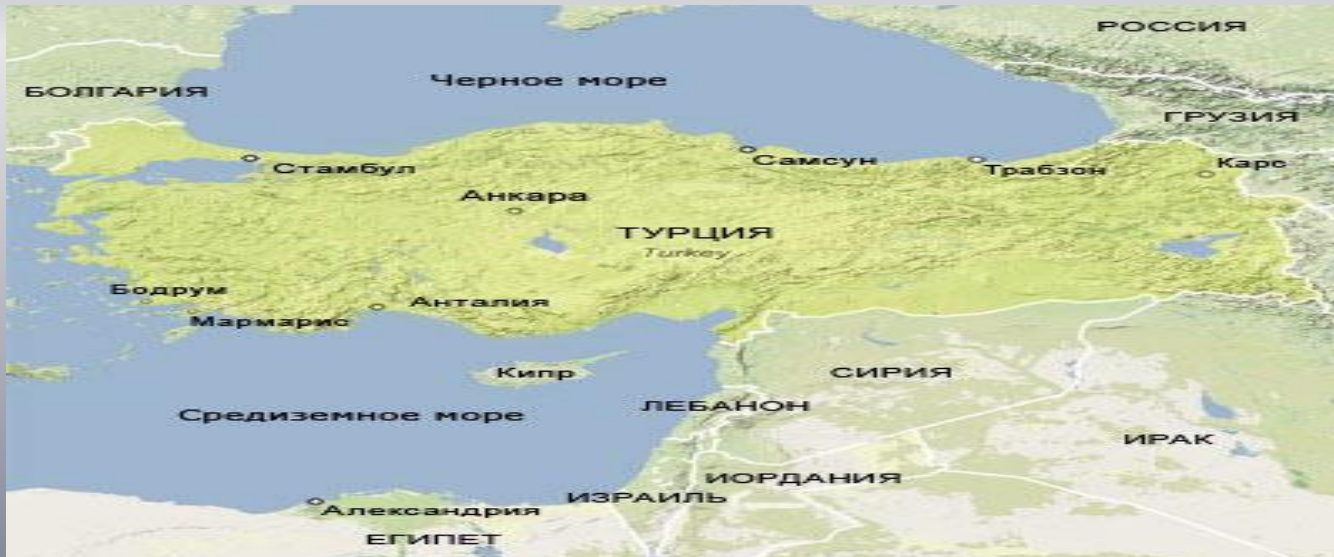 РОССИЯ
Черное море
БОЛГАРИЯ
ГРУЗИЯ
Стамбул
Самсун
Трабзон
Карс
Анкара
ТУРЦИЯ
Turkey
Бодрум
Анталия
Мармарис
Кипр
СИРИЯ
Средиземное море
ЛЕБАНОН
ИРАК
ИОРДАНИЯ
ИЗРАИЛЬ
Александрия
ЕГИПЕТ